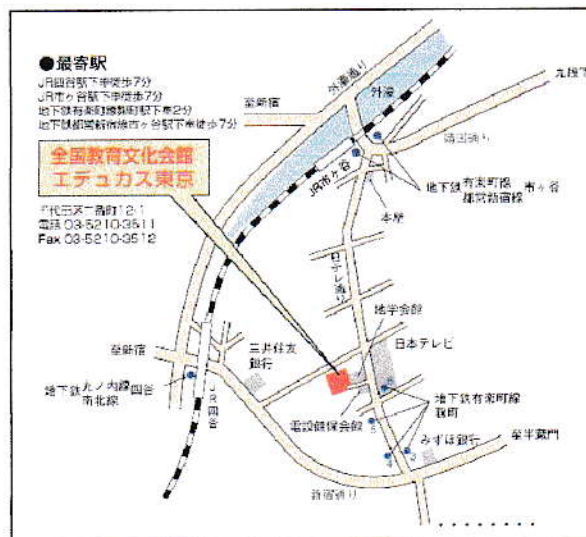 ●最寄駅
JR四谷駅下車徒歩7分
JR市ヶ谷駅下車徒歩7分
地下鉄有楽町線麹町駅下車2分
地下鉄都営新宿線市ヶ谷駅下車徒歩7分
全国教育文化会館
エデュカス東京
千代田区二番町12-1
電話 03-5210-3511
Fax 03-5210-3512
至新宿
外濠通り
外濠
九段下
靖国通り
JR市ヶ谷
地下鉄 有楽町線 市ヶ谷
都営新宿線
本屋
日テレ通り
地学会館
日本テレビ
至新宿
三井住友
銀行
地下鉄 丸ノ内線 四谷
南北線
JR四谷
電設健保会館
地下鉄有楽町線
麹町
5
みずほ銀行
至半蔵門
4
3
新宿通り